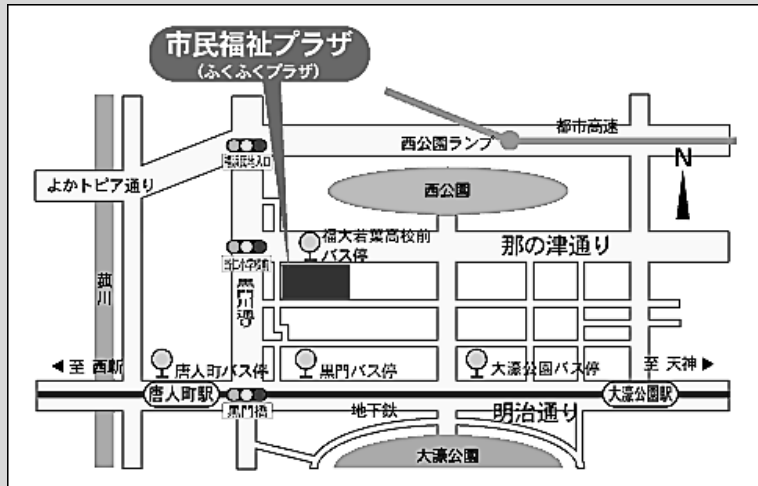 市民福祉プラザ
(ふくふくプラザ)
都市高速
西公園ランプ
N
よかトピア通り
西公園
福大若葉高校前
バス停
那の津通り
黒門川通り
菰川
◀ 至 西新
唐人町バス停
黒門バス停
大濠公園バス停
至 天神 ▶
唐人町駅
大濠公園駅
黒門橋
地下鉄
明治通り
大濠公園